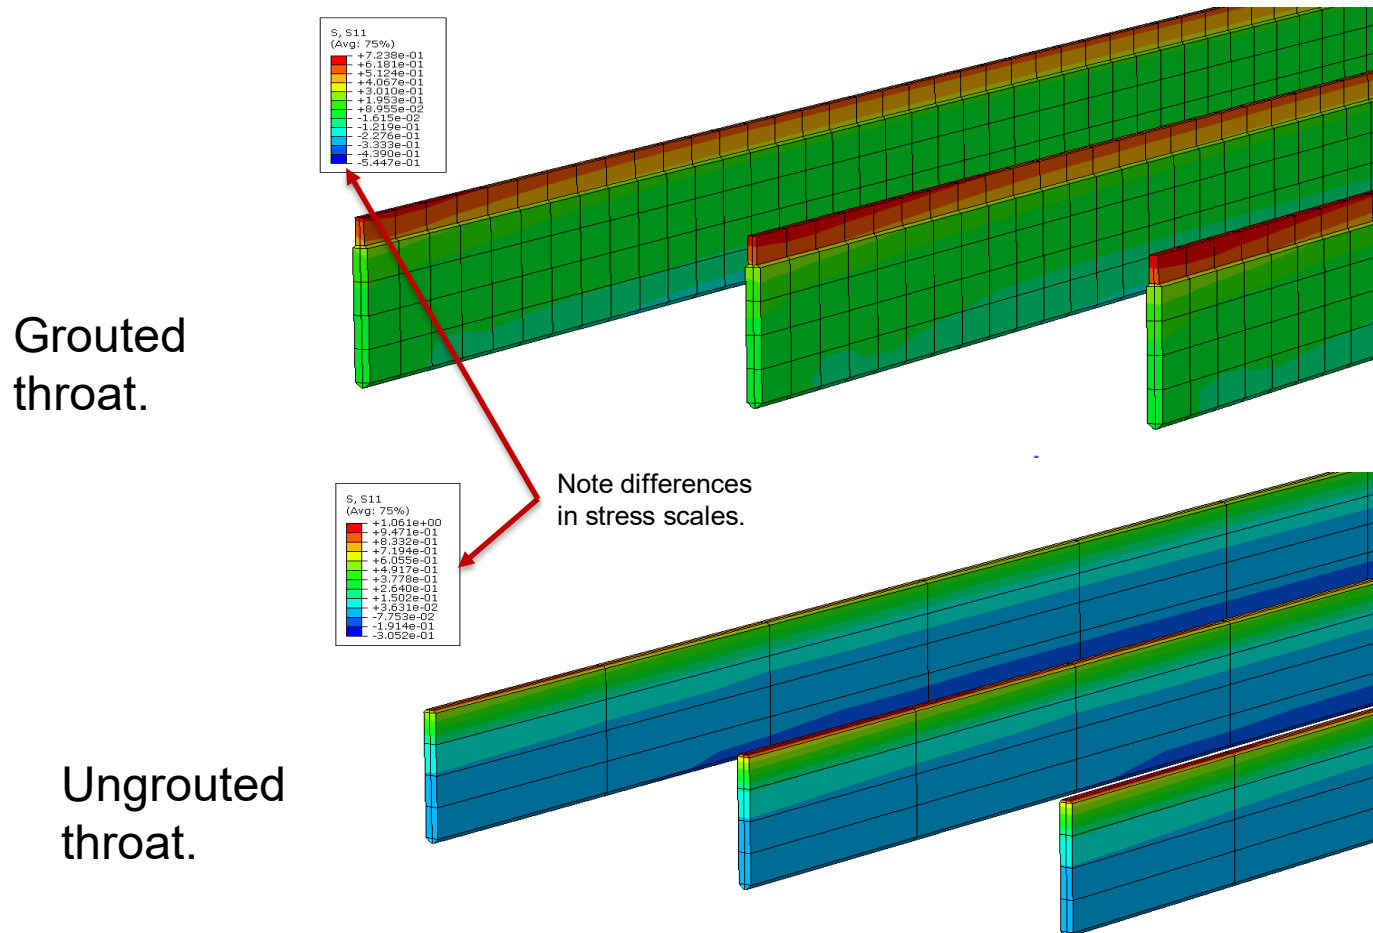 S, S11
(Avg: 75%)
+7.238e-01
+6.181e-01
+5.124e-01
+4.067e-01
+3.010e-01
+1.953e-01
+8.955e-02
-1.615e-02
-1.219e-01
-2.276e-01
-3.333e-01
-4.390e-01
-5.447e-01
Grouted
throat.
Note differences
in stress scales.
S, S11
(Avg: 75%)
+1.061e+00
+9.471e-01
+8.332e-01
+7.194e-01
+6.055e-01
+4.917e-01
+3.778e-01
+2.640e-01
+1.502e-01
+3.631e-02
-7.753e-02
-1.914e-01
-3.052e-01
Ungrouted
throat.